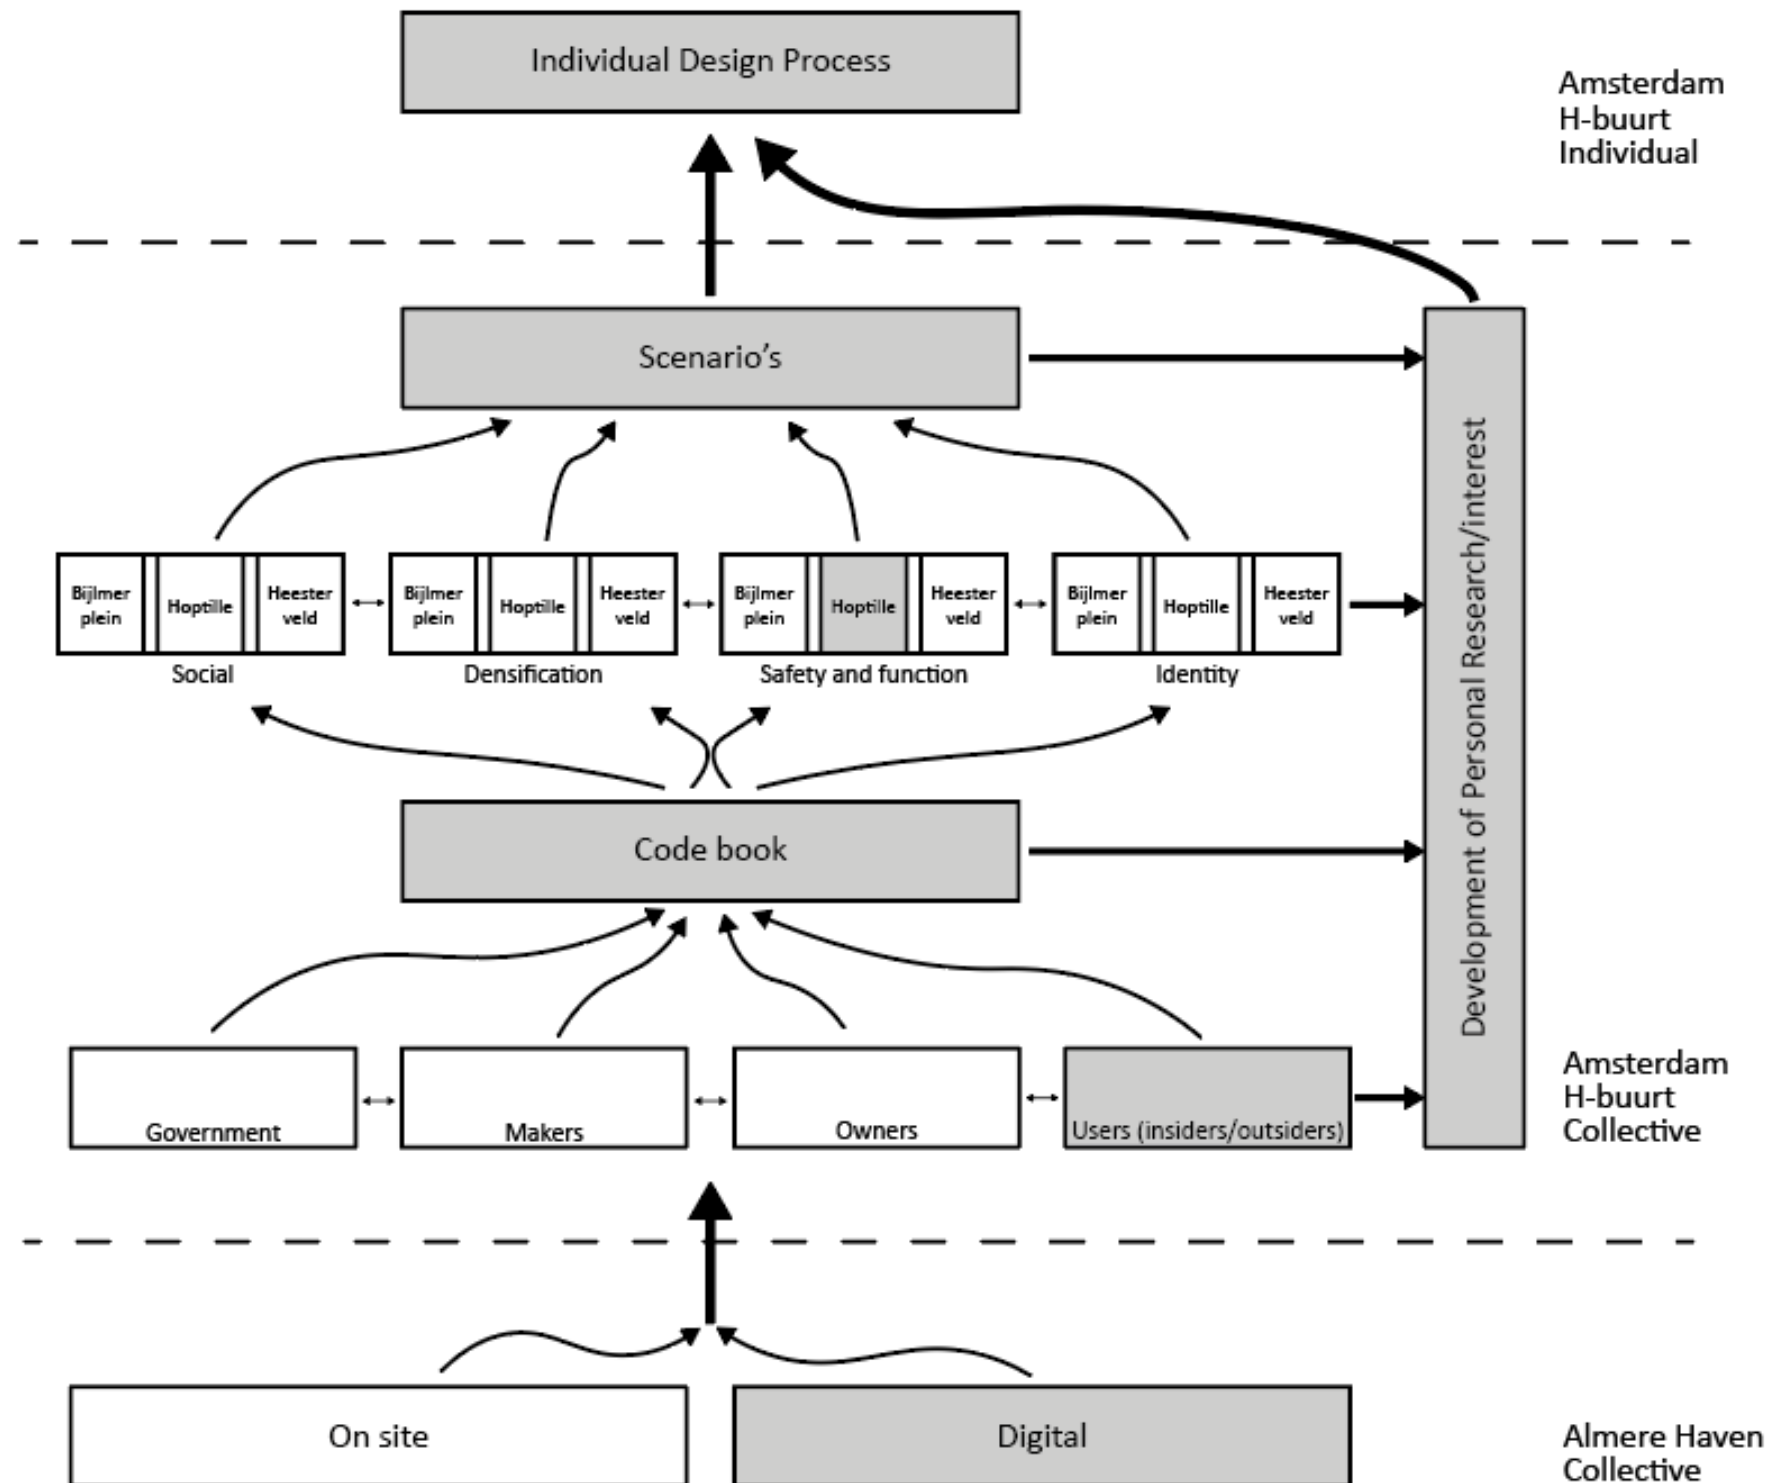 Individual Design Process
Amsterdam
H-buurt
Individual
Scenario's
Development of Personal Research/interest
Bijlmer
plein
Hoptille
Heester
veld
Bijlmer
plein
Hoptille
Heester
veld
Bijlmer
plein
Hoptille
Heester
veld
Bijlmer
plein
Hoptille
Heester
veld
Social
Densification
Safety and function
Identity
Code book
Government
Makers
Owners
Users (insiders/outsiders)
Amsterdam
H-buurt
Collective
On site
Digital
Almere Haven
Collective